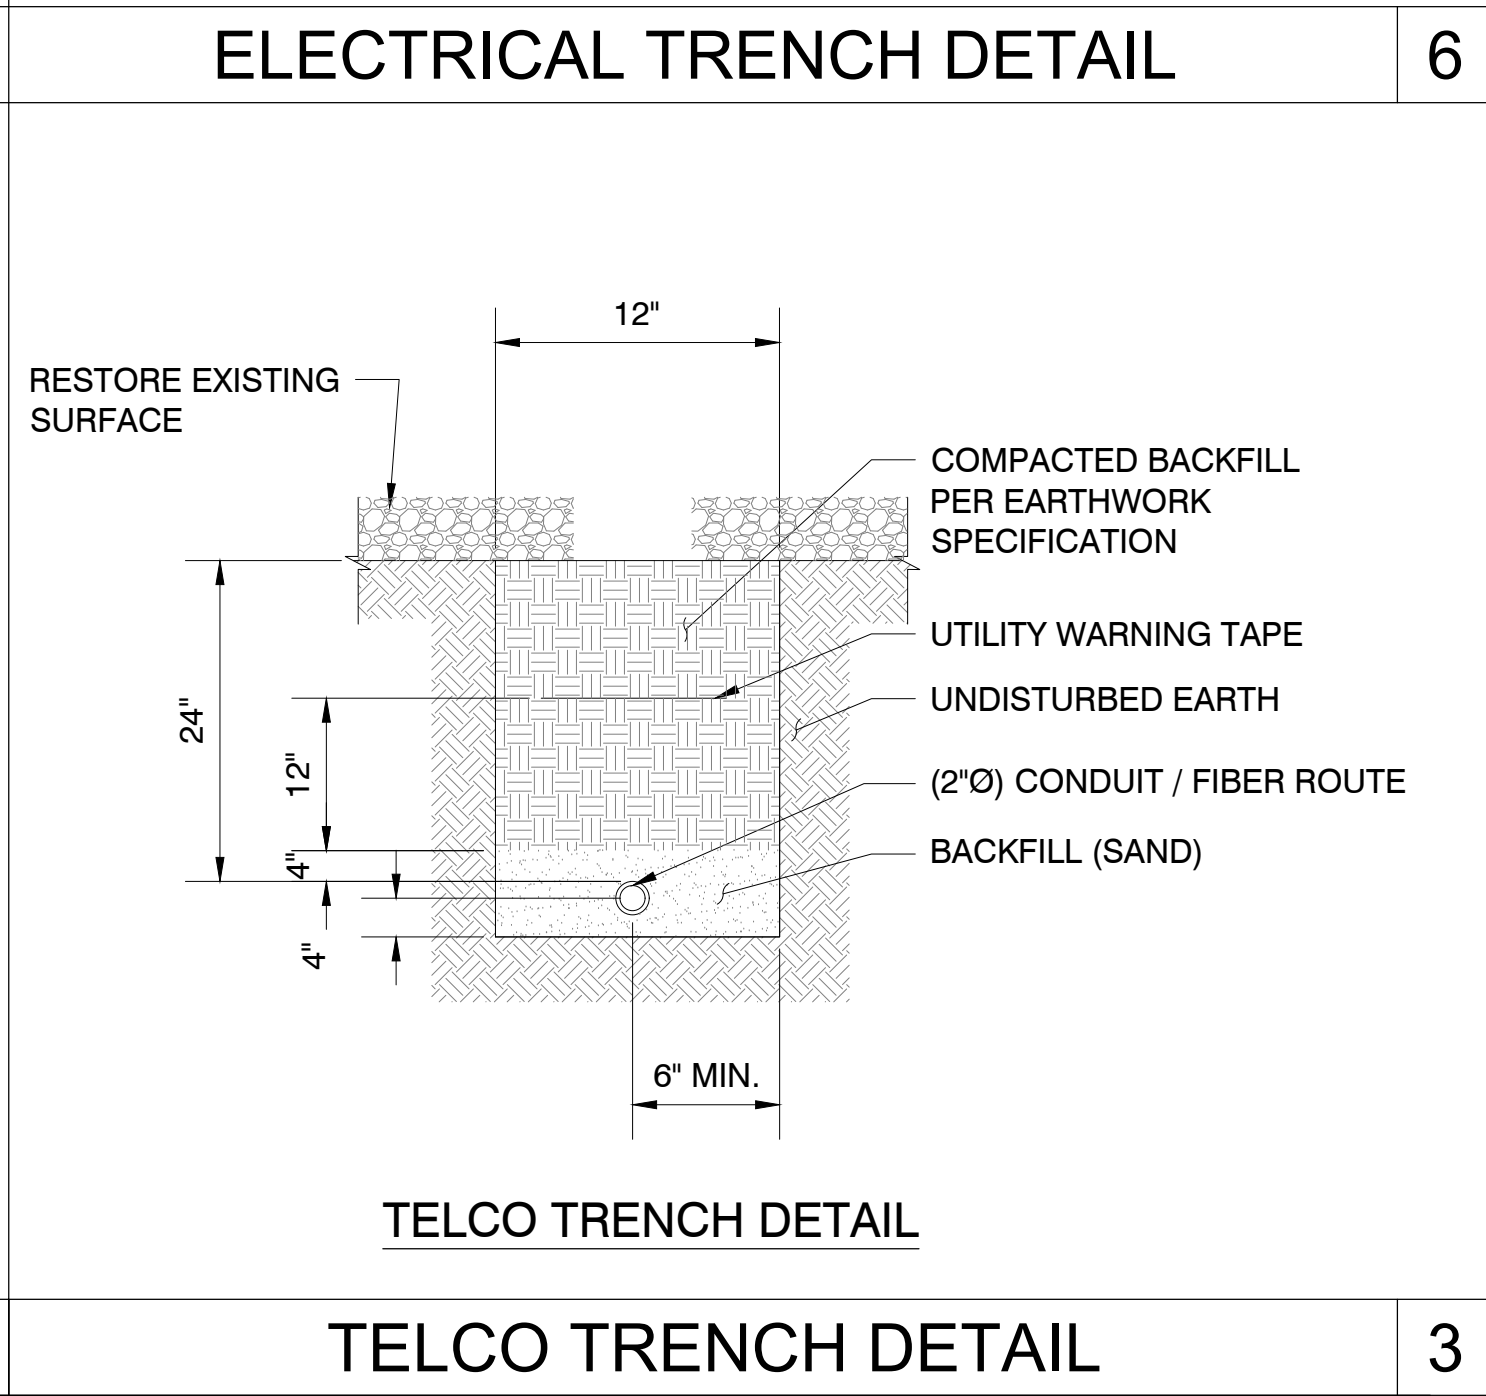 ELECTRICAL TRENCH DETAIL
6
12"
RESTORE EXISTING
SURFACE
COMPACTED BACKFILL
PER EARTHWORK
SPECIFICATION
UTILITY WARNING TAPE
UNDISTURBED EARTH
24"
12"
(2"Ø) CONDUIT / FIBER ROUTE
BACKFILL (SAND)
4"
4"
6" MIN.
TELCO TRENCH DETAIL
TELCO TRENCH DETAIL
3